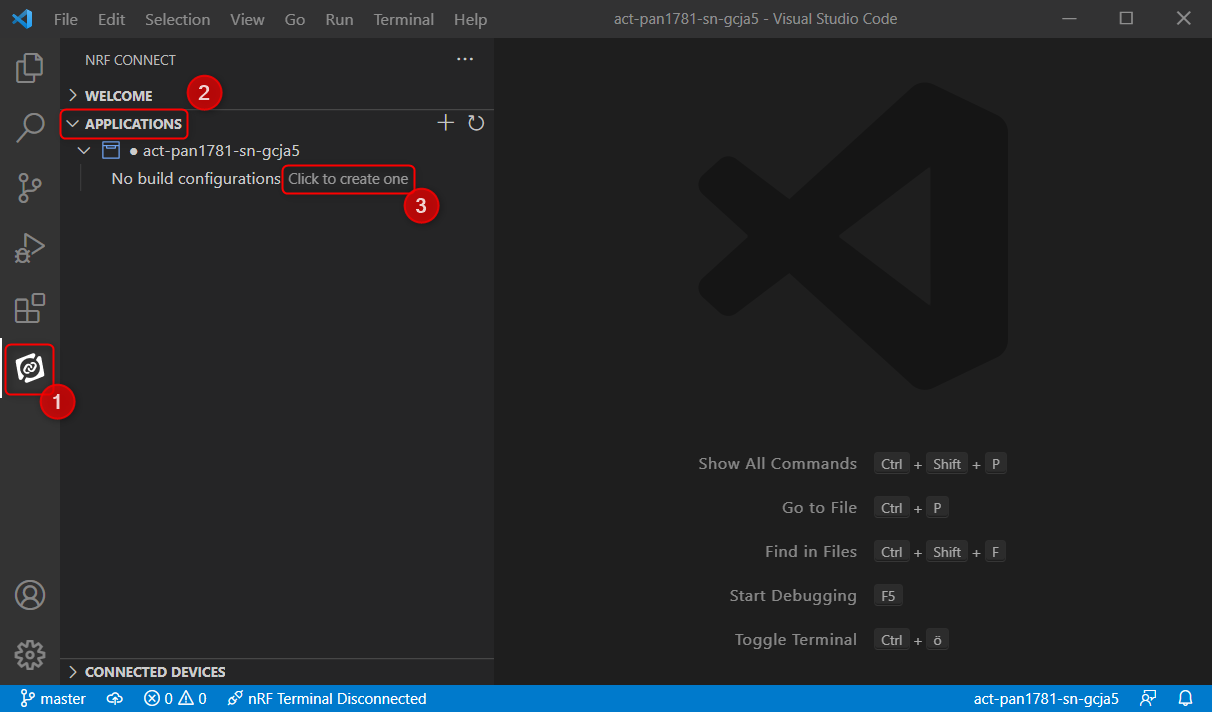 File Edit Selection View Go Run Terminal Help act-pan1781-sn-gcja5 - Visual Studio Code
NRF CONNECT
WELCOME
2
APPLICATIONS
act-pan1781-sn-gcja5
No build configurations Click to create one
3
1
Show All Commands Ctrl + Shift + P
Go to File Ctrl + P
Find in Files Ctrl + Shift + F
Start Debugging F5
Toggle Terminal Ctrl + ö
CONNECTED DEVICES
master 0 0 nRF Terminal Disconnected act-pan1781-sn-gcja5